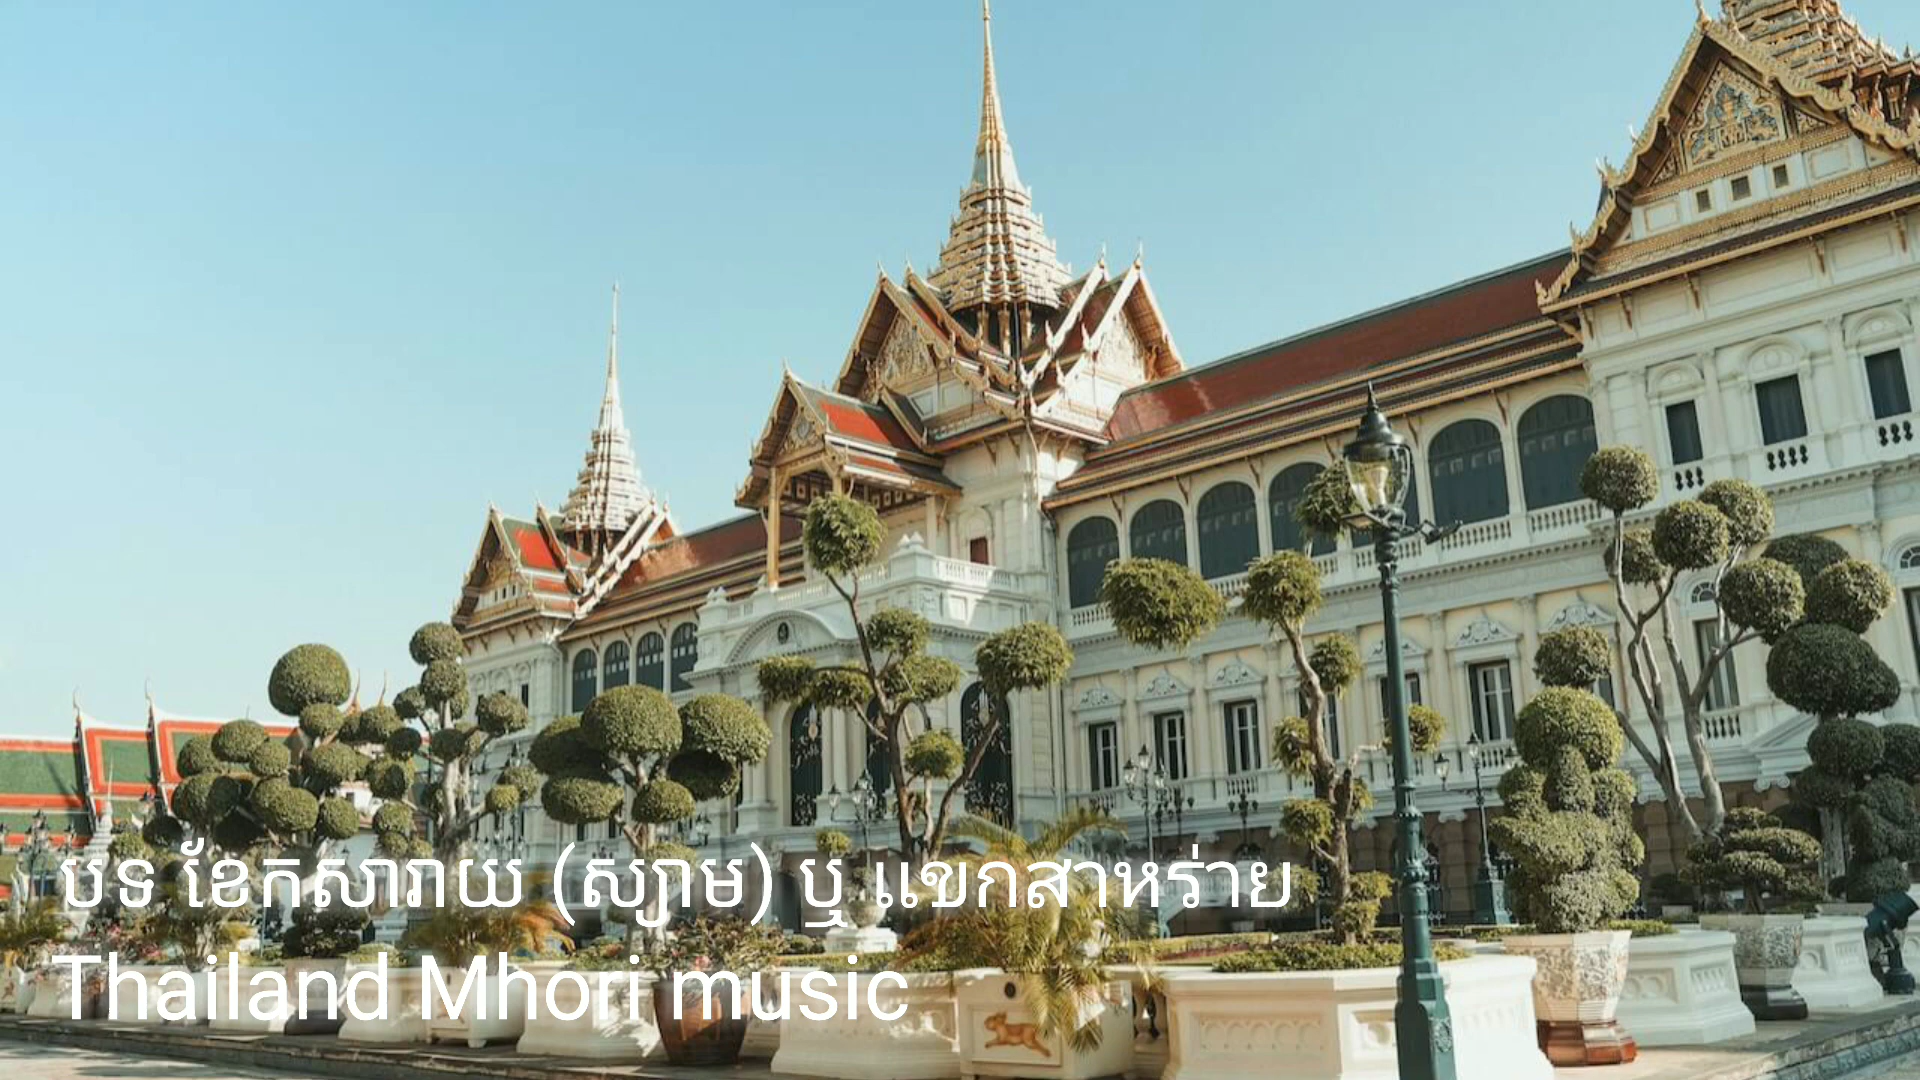 បទ ខែកសារាយ (ស្យាម) ឬ แขกสาหร่าย
Thailand Mhori music